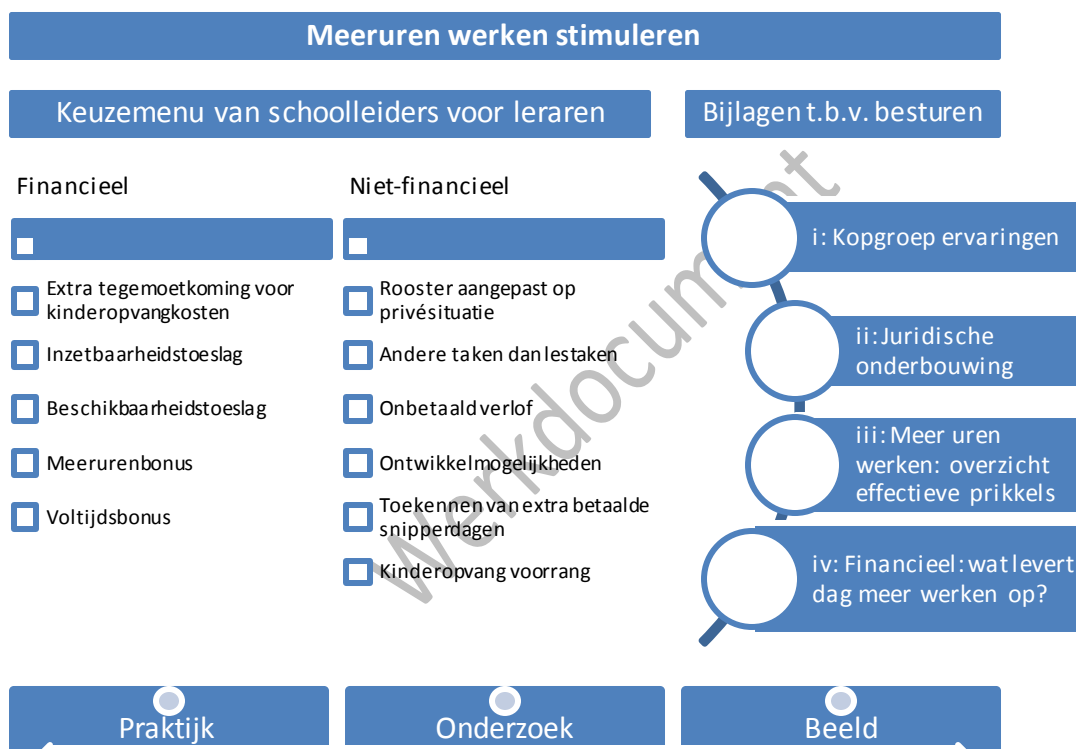 Meeruren werken stimuleren
Keuzemenu van schoolleiders voor leraren
Bijlagen t.b.v. besturen
Financieel
Extra tegemoetkoming voor
kinderopvangkosten
Inzetbaarheidstoeslag
Beschikbaarheidstoeslag
Meerurenbonus
Voltijdsbonus
Niet-financieel
Rooster aangepast op
privésituatie
Andere taken dan lestaken
Onbetaald verlof
Ontwikkelmogelijkheden
Toekennen van extra betaalde
snipperdagen
Kinderopvang voorrang
i: Kopgroep ervaringen
ii: Juridische
onderbouwing
iii: Meer uren
werken: overzicht
effectieve prikkels
iv: Financieel: wat levert
dag meer werken op?
Werkdocument
Praktijk
Onderzoek
Beeld